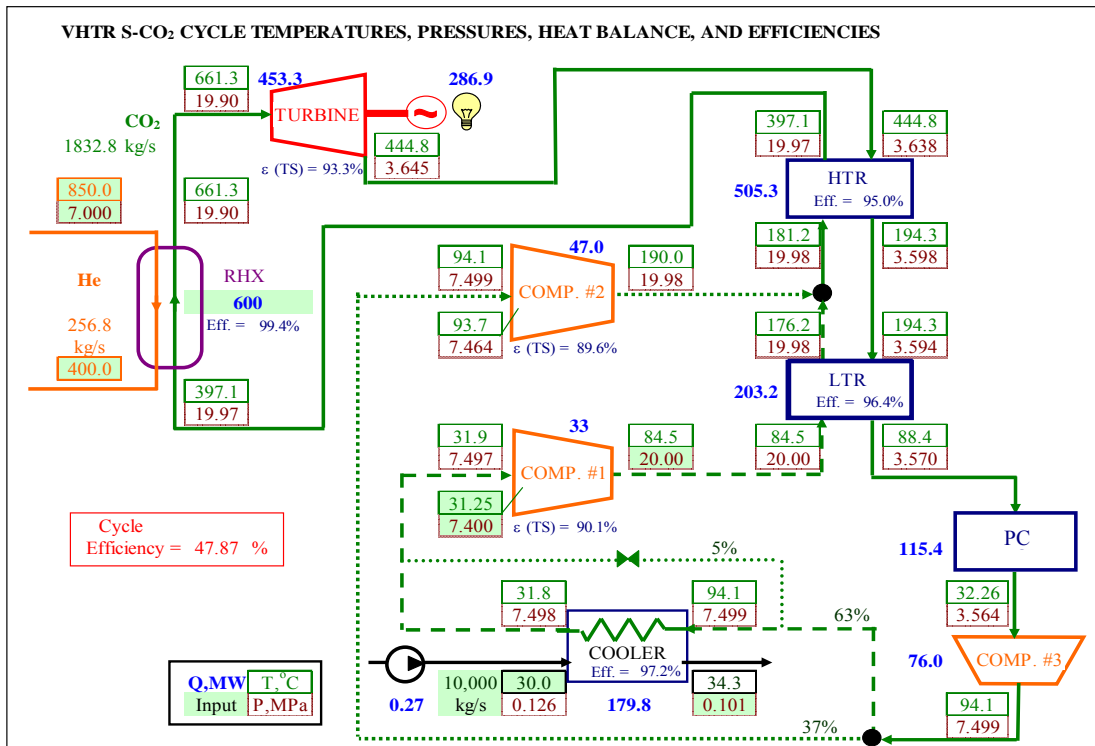 VHTR S-CO₂ CYCLE TEMPERATURES, PRESSURES, HEAT BALANCE, AND EFFICIENCIES
661.3
19.90
453.3
TURBINE
~
286.9
ε (TS) = 93.3%
444.8
3.645
CO₂
1832.8 kg/s
850.0
7.000
661.3
19.90
He
256.8
kg/s
400.0
RHX
600
Eff. = 99.4%
397.1
19.97
397.1
19.97
444.8
3.638
HTR
Eff. = 95.0%
505.3
181.2
19.98
194.3
3.598
94.1
7.499
47.0
COMP. #2
190.0
19.98
93.7
7.464
ε (TS) = 89.6%
176.2
19.98
194.3
3.594
LTR
Eff. = 96.4%
203.2
31.9
7.497
33
COMP. #1
84.5
20.00
84.5
20.00
88.4
3.570
31.25
7.400
ε (TS) = 90.1%
Cycle
Efficiency = 47.87 %
PC
115.4
32.26
3.564
COMP. #3
76.0
94.1
7.499
5%
31.8
7.498
94.1
7.499
63%
COOLER
Eff. = 97.2%
0.27
10,000
kg/s
30.0
0.126
179.8
34.3
0.101
37%
Q,MW T,°C
Input P,MPa